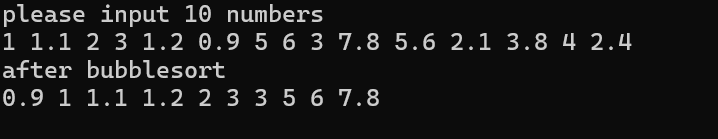 please input 10 numbers
1 1.1 2 3 1.2 0.9 5 6 3 7.8 5.6 2.1 3.8 4 2.4
after bubblesort
0.9 1 1.1 1.2 2 3 3 5 6 7.8